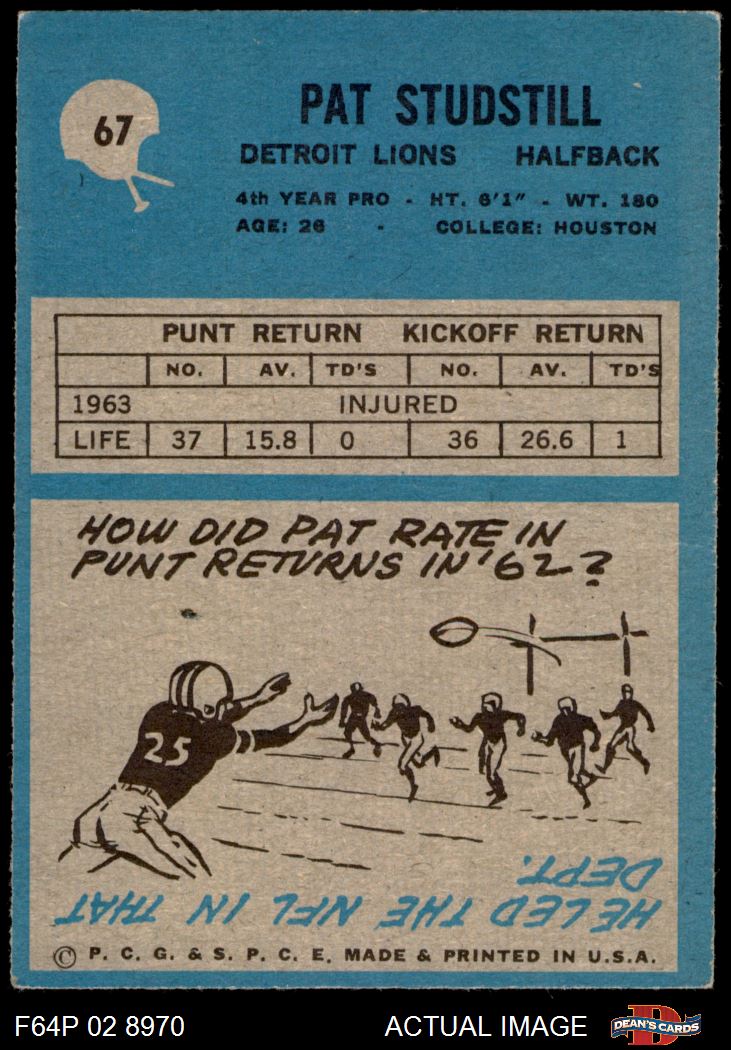 67
PAT STUDSTILL
DETROIT LIONS HALFBACK
4th YEAR PRO - HT. 6'1" - WT. 180
AGE: 26 - COLLEGE: HOUSTON
PUNT RETURN KICKOFF RETURN
NO. AV. TD'S NO. AV. TD'S
1963 INJURED
LIFE 37 15.8 0 36 26.6 1
HOW DID PAT RATE IN
PUNT RETURNS IN '62?
25
HE LED THE NFL IN THAT
DEPT.
© P. C. G. & S. P. C. E. MADE & PRINTED IN U.S.A.
F64P 02 8970 ACTUAL IMAGE
D
DEAN'S CARDS